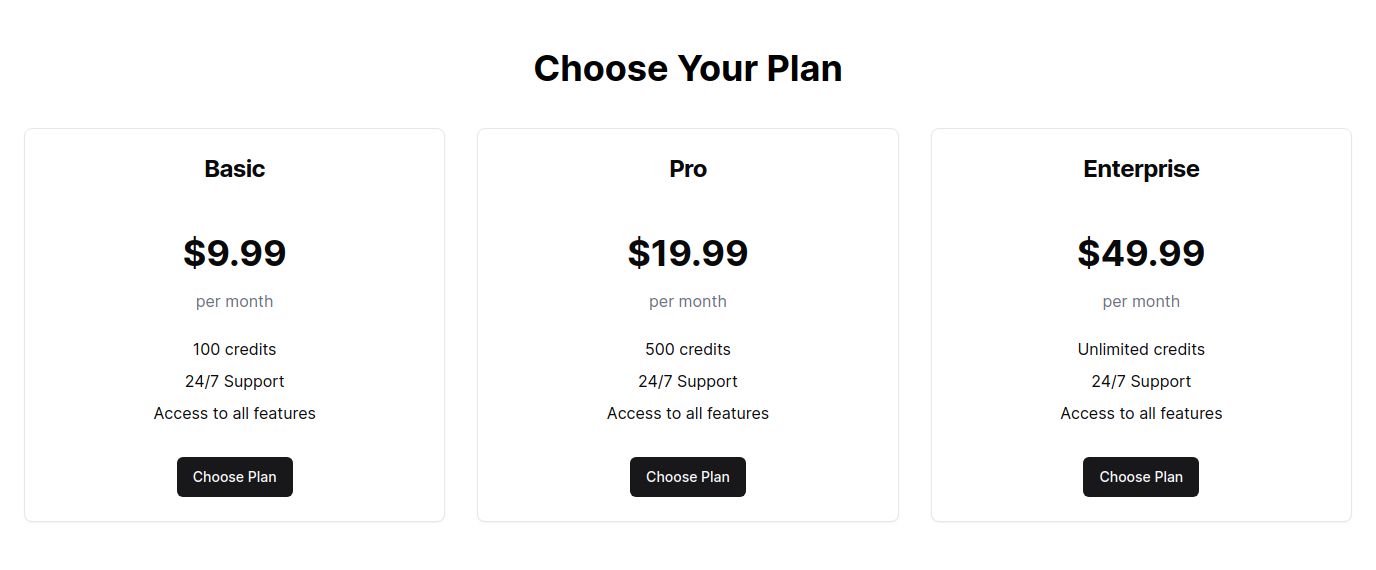 Choose Your Plan
Basic
$9.99
per month
100 credits
24/7 Support
Access to all features
Choose Plan
Pro
$19.99
per month
500 credits
24/7 Support
Access to all features
Choose Plan
Enterprise
$49.99
per month
Unlimited credits
24/7 Support
Access to all features
Choose Plan